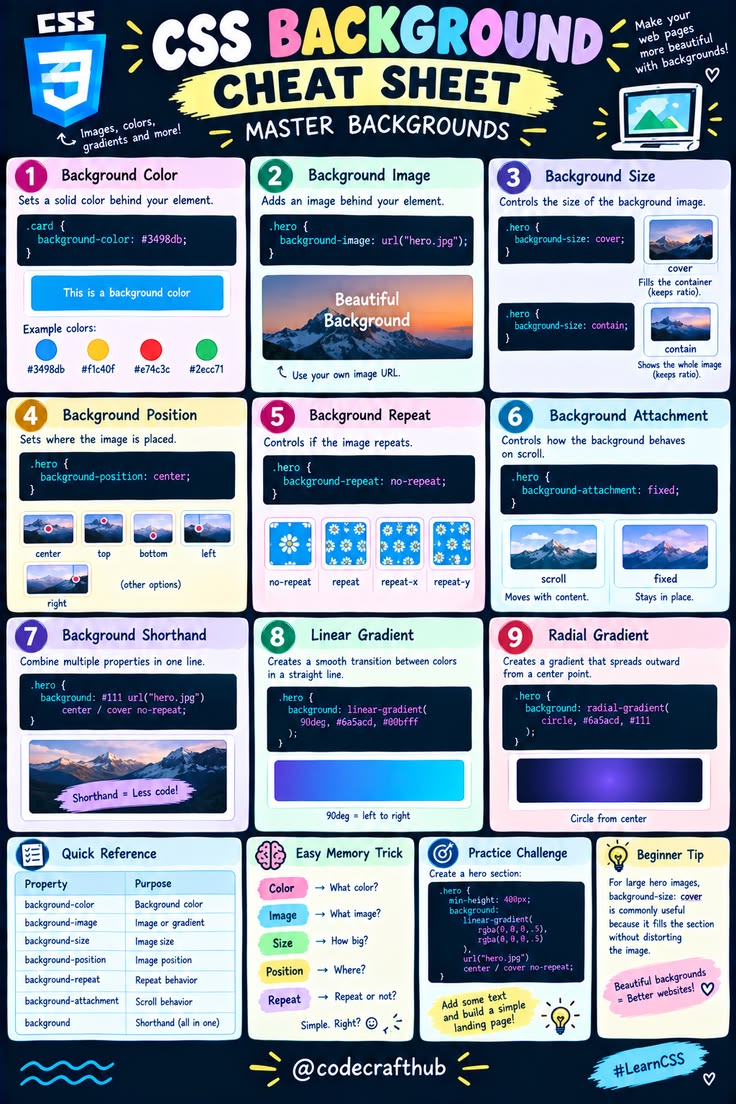 CSS
3
CSS BACKGROUND
CHEAT SHEET
MASTER BACKGROUNDS
Images, colors,
gradients and more!
Make your
web pages
more beautiful
with backgrounds!
1 Background Color
Sets a solid color behind your element.
.card {
background-color: #3498db;
}
This is a background color
Example colors:
#3498db #f1c40f #e74c3c #2ecc71
2 Background Image
Adds an image behind your element.
.hero {
background-image: url("hero.jpg");
}
Beautiful
Background
Use your own image URL.
3 Background Size
Controls the size of the background image.
.hero {
background-size: cover;
}
cover
Fills the container
(keeps ratio).
.hero {
background-size: contain;
}
contain
Shows the whole image
(keeps ratio).
4 Background Position
Sets where the image is placed.
.hero {
background-position: center;
}
center top bottom left
right (other options)
5 Background Repeat
Controls if the image repeats.
.hero {
background-repeat: no-repeat;
}
no-repeat repeat repeat-x repeat-y
6 Background Attachment
Controls how the background behaves
on scroll.
.hero {
background-attachment: fixed;
}
scroll fixed
Moves with content. Stays in place.
7 Background Shorthand
Combine multiple properties in one line.
.hero {
background: #111 url("hero.jpg")
center / cover no-repeat;
}
Shorthand = Less code!
8 Linear Gradient
Creates a smooth transition between colors
in a straight line.
.hero {
background: linear-gradient(
90deg, #6a5acd, #00bfff
);
}
90deg = left to right
9 Radial Gradient
Creates a gradient that spreads outward
from a center point.
.hero {
background: radial-gradient(
circle, #6a5acd, #111
);
}
Circle from center
Quick Reference
Property Purpose
background-color Background color
background-image Image or gradient
background-size Image size
background-position Image position
background-repeat Repeat behavior
background-attachment Scroll behavior
background Shorthand (all in one)
Easy Memory Trick
Color → What color?
Image → What image?
Size → How big?
Position → Where?
Repeat → Repeat or not?
Simple. Right?
Practice Challenge
Create a hero section:
.hero {
min-height: 400px;
background:
linear-gradient(
rgba(0,0,0,.5),
rgba(0,0,0,.5)
),
url("hero.jpg")
center / cover no-repeat;
}
Add some text
and build a simple
landing page!
Beginner Tip
For large hero images,
background-size: cover
is commonly useful
because it fills the section
without distorting
the image.
Beautiful backgrounds
= Better websites!
@codecrafthub
#LearnCSS